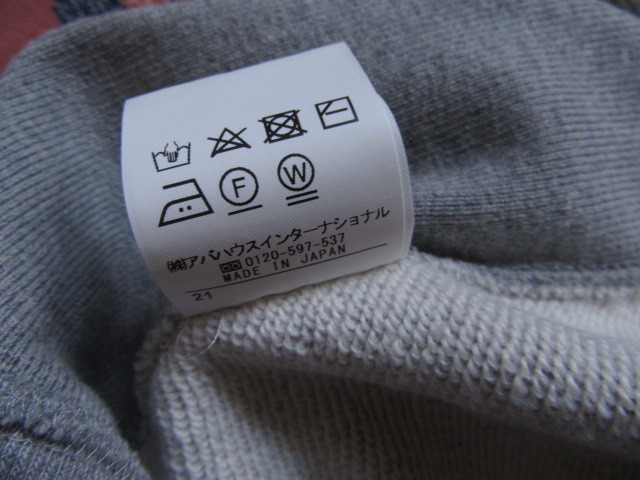 F W
(株)アバハウスインターナショナル
0120-597-537
MADE IN JAPAN
21